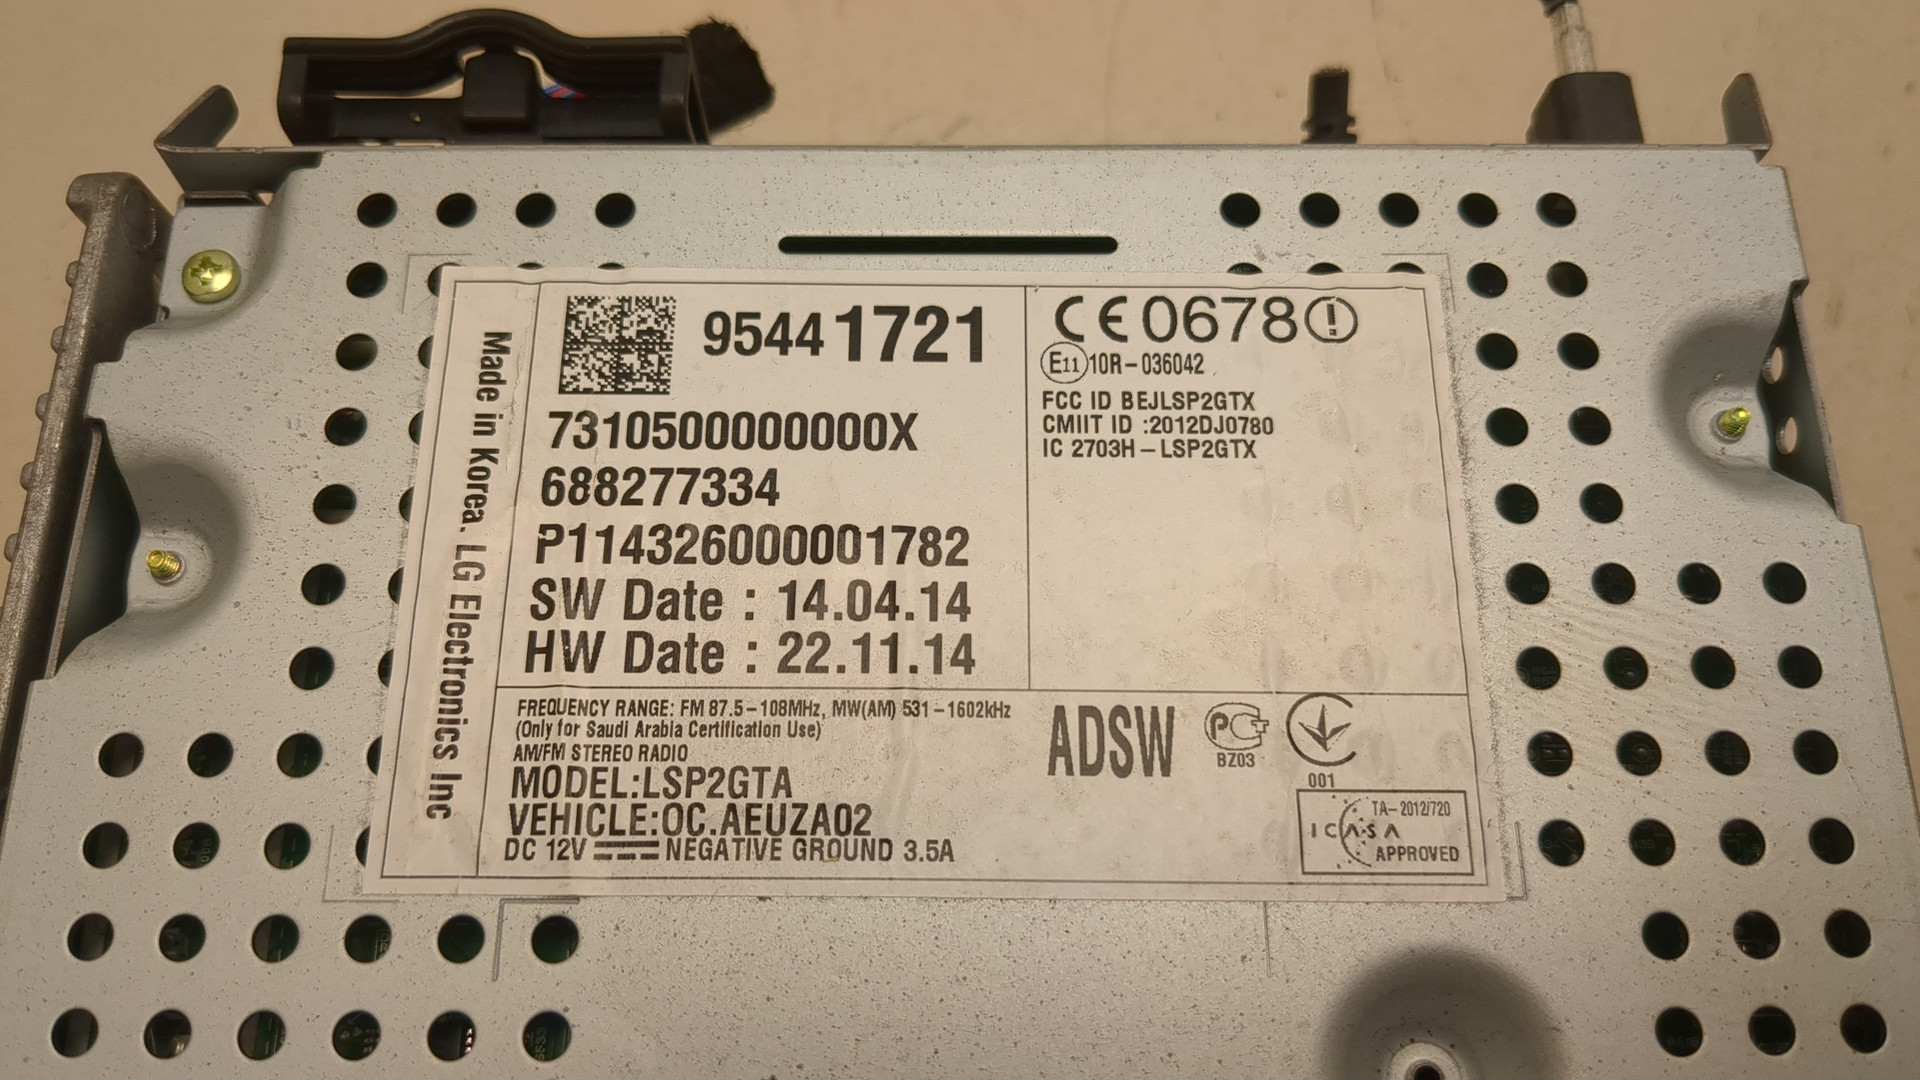 Made in Korea. LG Electronics Inc
95441721
7310500000000X
688277334
P114326000001782
SW Date : 14.04.14
HW Date : 22.11.14
CE0678
E11 10R-036042
FCC ID BEJLSP2GTX
CMIIT ID :2012DJ0780
IC 2703H-LSP2GTX
FREQUENCY RANGE: FM 87.5-108MHz, MW(AM) 531-1602kHz
(Only for Saudi Arabia Certification Use)
AM/FM STEREO RADIO
MODEL:LSP2GTA
VEHICLE:OC.AEUZA02
DC 12V NEGATIVE GROUND 3.5A
ADSW
BZ03
001
TA-2012/720
ICASA
APPROVED